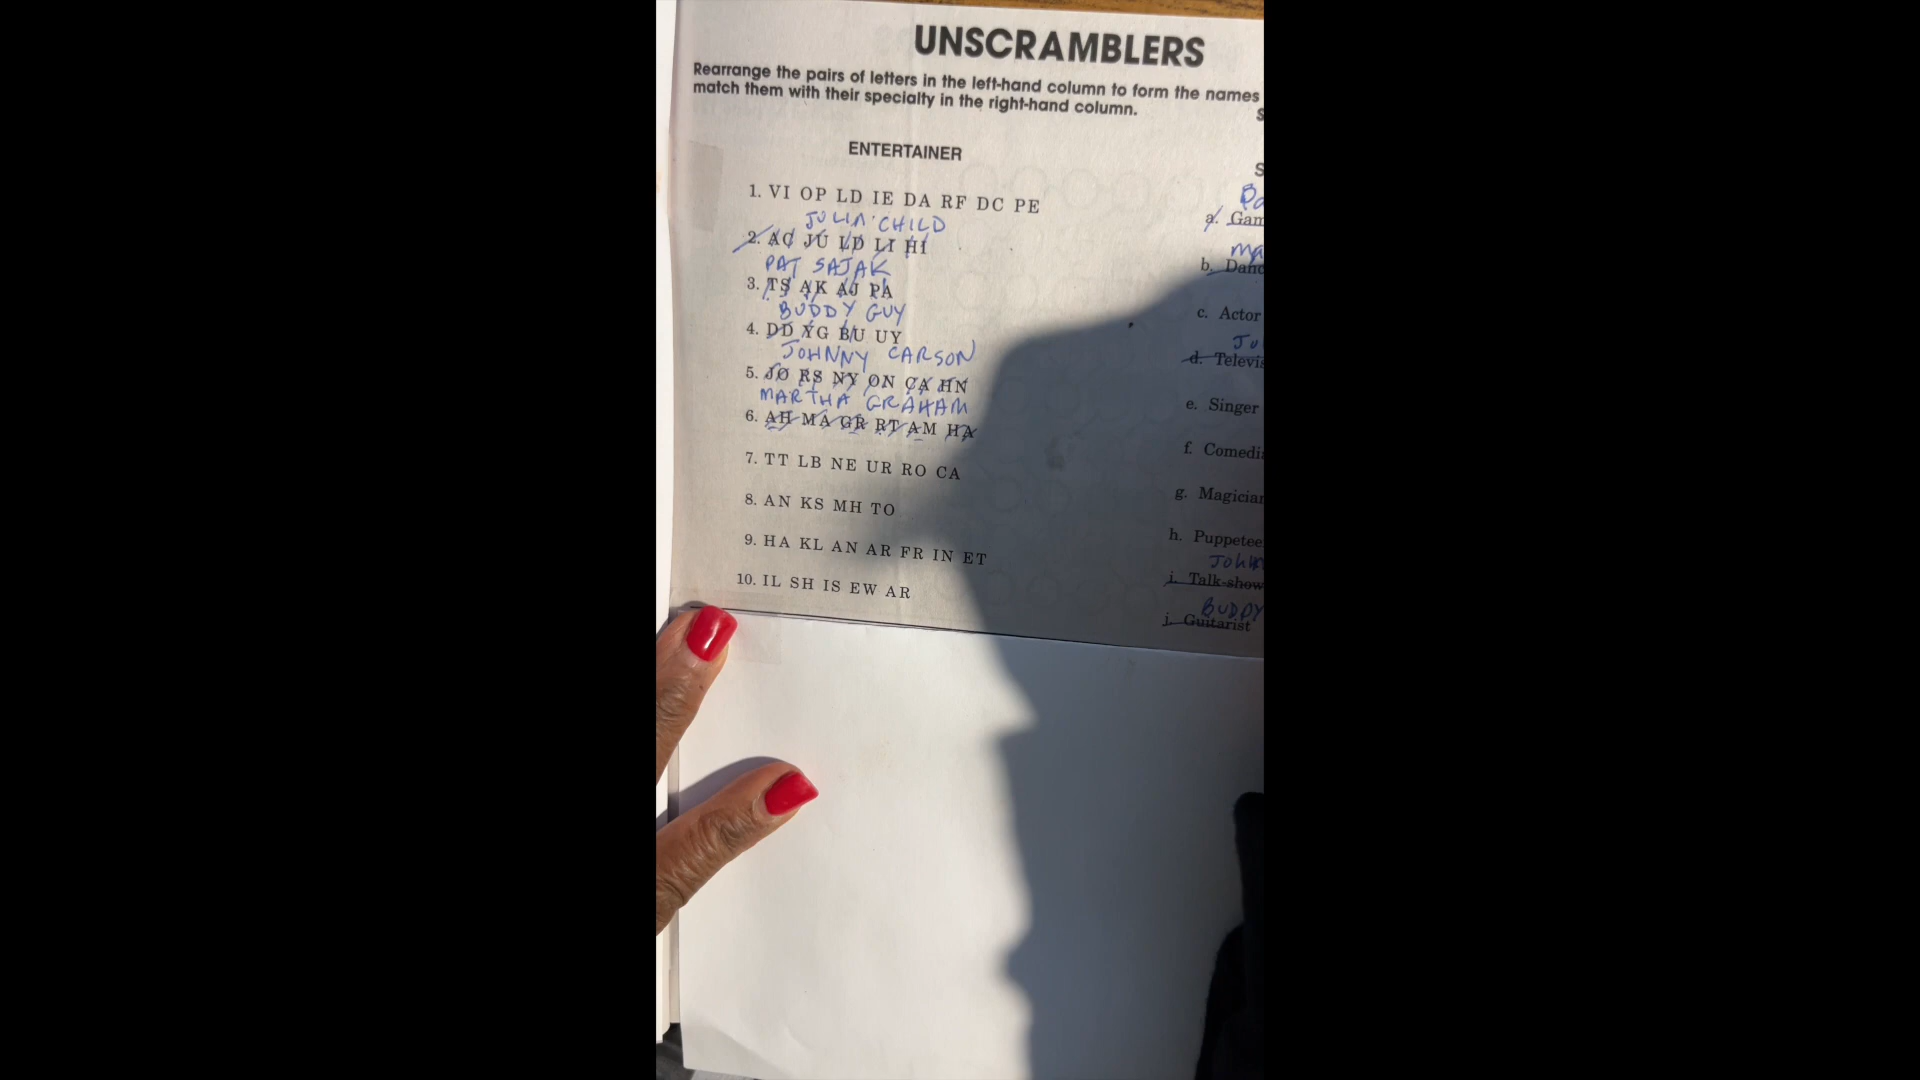 UNSCRAMBLERS
Rearrange the pairs of letters in the left-hand column to form the names
match them with their specialty in the right-hand column.
ENTERTAINER
1. VI OP LD IE DA RF DC PE
JULIA CHILD
2. AC JU LD LI HI
PAT SAJAK
3. TS AK AJ PA
BUDDY GUY
4. DD YG BU UY
JOHNNY CARSON
5. JO RS NY ON CA HN
MARTHA GRAHAM
6. AH MA GR RT AM HA
7. TT LB NE UR RO CA
8. AN KS MH TO
9. HA KL AN AR FR IN ET
10. IL SH IS EW AR
a. Gam
b. Danc
c. Actor
JU
d. Televis
e. Singer
f. Comedi
g. Magician
h. Puppetee
JOHN
i. Talk-show
BUDDY
j. Guitarist